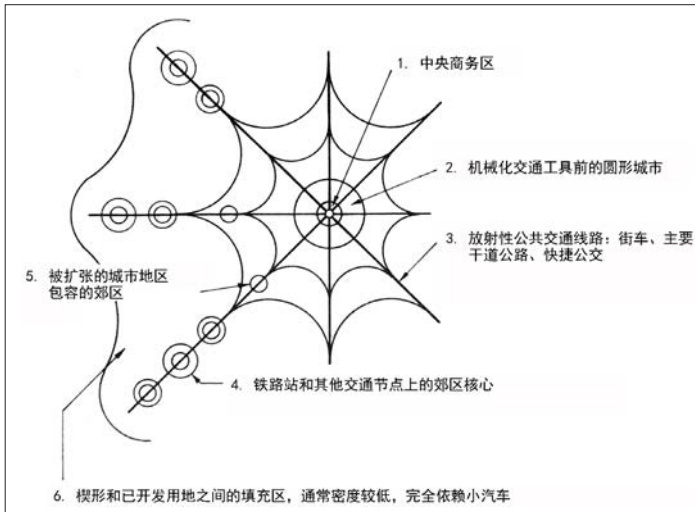 1. 中央商务区
2. 机械化交通工具前的圆形城市
3. 放射性公共交通线路：街车、主要
干道公路、快捷公交
5. 被扩张的城市地区
包容的郊区
4. 铁路站和其他交通节点上的郊区核心
6. 楔形和已开发用地之间的填充区，通常密度较低，完全依赖小汽车